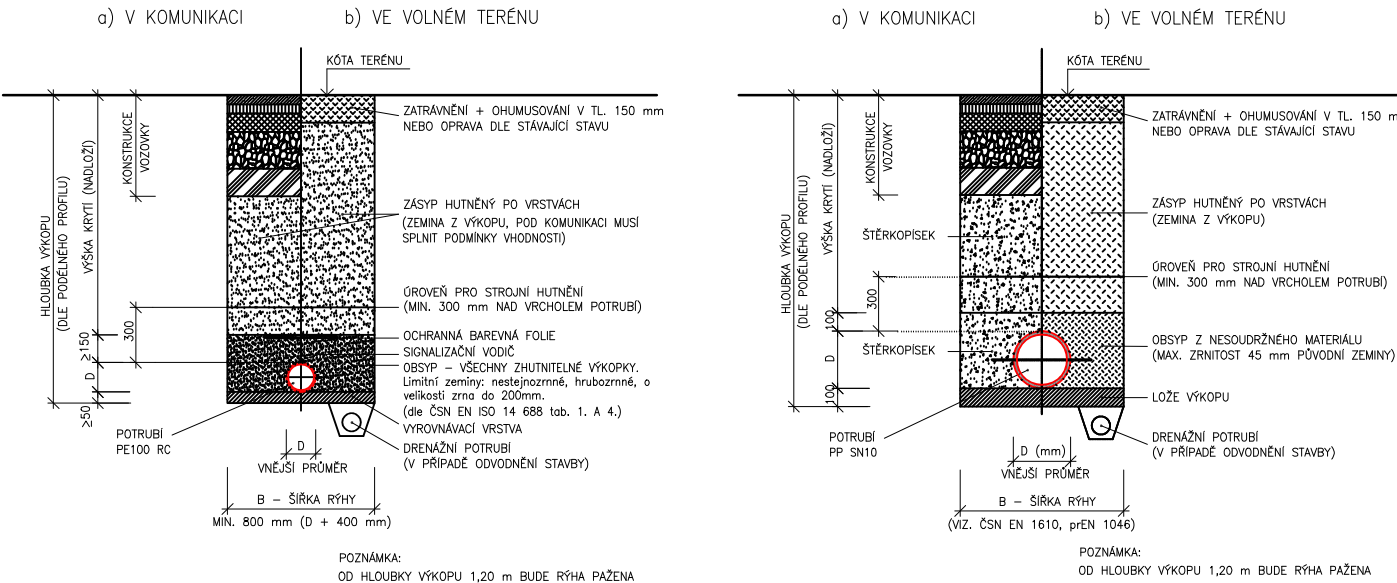 a) V KOMUNIKACI
b) VE VOLNÉM TERÉNU
KÓTA TERÉNU
HLOUBKA VÝKOPU
(DLE PODÉLNÉHO PROFILU)
VÝŠKA KRYTÍ (NADLOŽÍ)
KONSTRUKCE
VOZOVKY
ZATRÁVNĚNÍ + OHUMUSOVÁNÍ V TL. 150 mm
NEBO OPRAVA DLE STÁVAJÍCÍ STAVU
ZÁSYP HUTNĚNÝ PO VRSTVÁCH
(ZEMINA Z VÝKOPU, POD KOMUNIKACI MUSÍ
SPLNIT PODMÍNKY VHODNOSTI)
ÚROVEŇ PRO STROJNÍ HUTNĚNÍ
(MIN. 300 mm NAD VRCHOLEM POTRUBÍ)
300
≥150
D
≥50
OCHRANNÁ BAREVNÁ FOLIE
SIGNALIZAČNÍ VODIČ
OBSYP – VŠECHNY ZHUTNITELNÉ VÝKOPKY.
Limitní zeminy: nestejnozrnné, hrubozrnné, o
velikosti zrna do 200mm.
(dle ČSN EN ISO 14 688 tab. 1. A 4.)
VYROVNÁVACÍ VRSTVA
POTRUBÍ
PE100 RC
DRENÁŽNÍ POTRUBÍ
(V PŘÍPADĚ ODVODNĚNÍ STAVBY)
D
VNĚJŠÍ PRŮMĚR
B – ŠÍŘKA RÝHY
MIN. 800 mm (D + 400 mm)
POZNÁMKA:
OD HLOUBKY VÝKOPU 1,20 m BUDE RÝHA PAŽENA
a) V KOMUNIKACI
b) VE VOLNÉM TERÉNU
KÓTA TERÉNU
HLOUBKA VÝKOPU
(DLE PODÉLNÉHO PROFILU)
VÝŠKA KRYTÍ (NADLOŽÍ)
KONSTRUKCE
VOZOVKY
ZATRÁVNĚNÍ + OHUMUSOVÁNÍ V TL. 150 m
NEBO OPRAVA DLE STÁVAJÍCÍ STAVU
ZÁSYP HUTNĚNÝ PO VRSTVÁCH
(ZEMINA Z VÝKOPU)
ŠTĚRKOPÍSEK
ÚROVEŇ PRO STROJNÍ HUTNĚNÍ
(MIN. 300 mm NAD VRCHOLEM POTRUBÍ)
300
100
D
100
ŠTĚRKOPÍSEK
OBSYP Z NESOUDRŽNÉHO MATERIÁLU
(MAX. ZRNITOST 45 mm PŮVODNÍ ZEMINY)
LOŽE VÝKOPU
POTRUBÍ
PP SN10
DRENÁŽNÍ POTRUBÍ
(V PŘÍPADĚ ODVODNĚNÍ STAVBY)
D (mm)
VNĚJŠÍ PRŮMĚR
B – ŠÍŘKA RÝHY
(VIZ. ČSN EN 1610, prEN 1046)
POZNÁMKA:
OD HLOUBKY VÝKOPU 1,20 m BUDE RÝHA PAŽENA